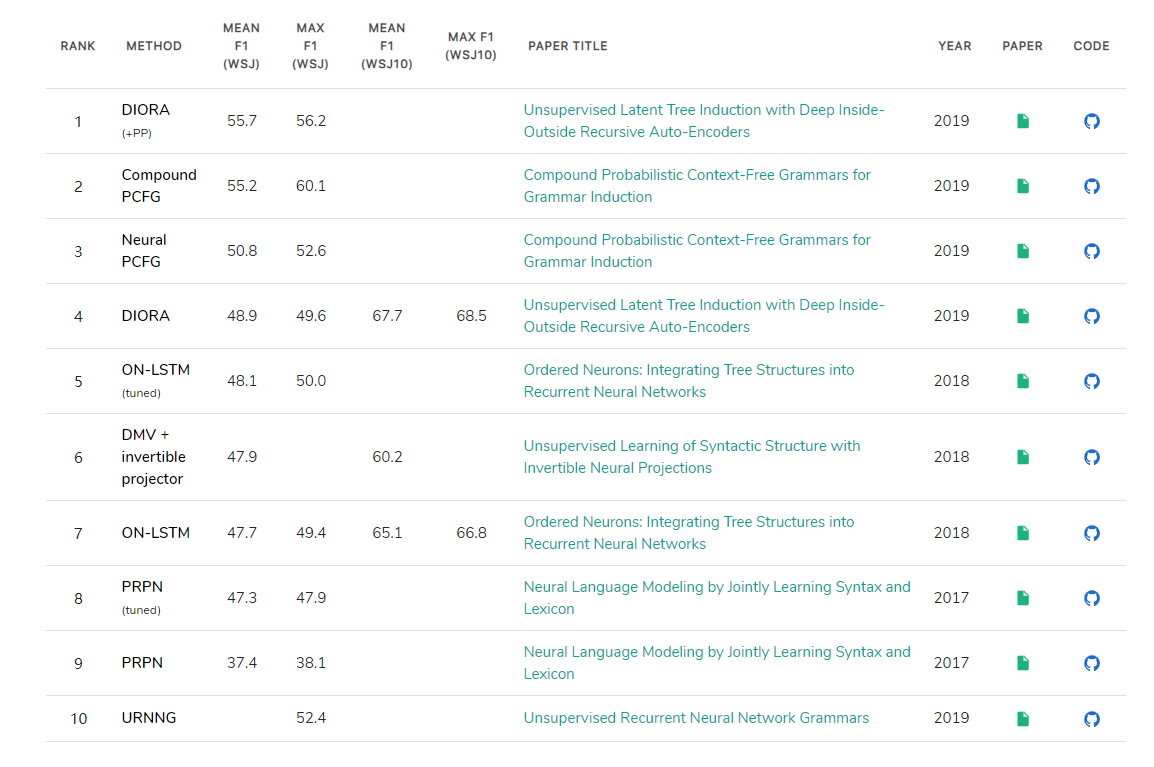 RANK METHOD MEAN F1 (WSJ) MAX F1 (WSJ) MEAN F1 (WSJ10) MAX F1 (WSJ10) PAPER TITLE YEAR PAPER CODE
1 DIORA (+PP) 55.7 56.2 Unsupervised Latent Tree Induction with Deep Inside-Outside Recursive Auto-Encoders 2019
2 Compound PCFG 55.2 60.1 Compound Probabilistic Context-Free Grammars for Grammar Induction 2019
3 Neural PCFG 50.8 52.6 Compound Probabilistic Context-Free Grammars for Grammar Induction 2019
4 DIORA 48.9 49.6 67.7 68.5 Unsupervised Latent Tree Induction with Deep Inside-Outside Recursive Auto-Encoders 2019
5 ON-LSTM (tuned) 48.1 50.0 Ordered Neurons: Integrating Tree Structures into Recurrent Neural Networks 2018
6 DMV + invertible projector 47.9 60.2 Unsupervised Learning of Syntactic Structure with Invertible Neural Projections 2018
7 ON-LSTM 47.7 49.4 65.1 66.8 Ordered Neurons: Integrating Tree Structures into Recurrent Neural Networks 2018
8 PRPN (tuned) 47.3 47.9 Neural Language Modeling by Jointly Learning Syntax and Lexicon 2017
9 PRPN 37.4 38.1 Neural Language Modeling by Jointly Learning Syntax and Lexicon 2017
10 URNNG 52.4 Unsupervised Recurrent Neural Network Grammars 2019